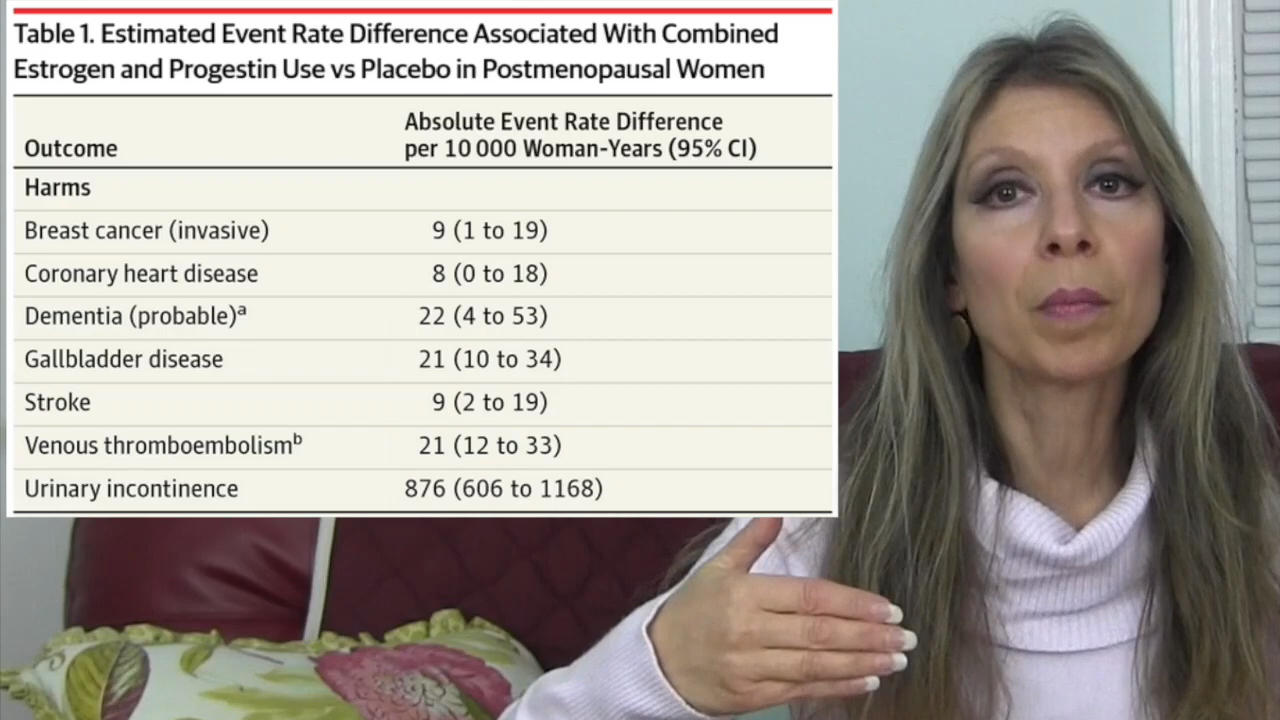 Table 1. Estimated Event Rate Difference Associated With Combined
Estrogen and Progestin Use vs Placebo in Postmenopausal Women
Outcome
Absolute Event Rate Difference
per 10 000 Woman-Years (95% CI)
Harms
Breast cancer (invasive) 9 (1 to 19)
Coronary heart disease 8 (0 to 18)
Dementia (probable)ᵃ 22 (4 to 53)
Gallbladder disease 21 (10 to 34)
Stroke 9 (2 to 19)
Venous thromboembolismᵇ 21 (12 to 33)
Urinary incontinence 876 (606 to 1168)